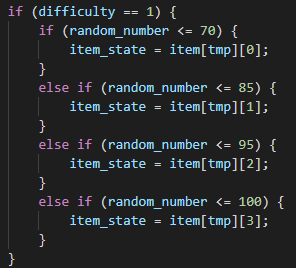 if (difficulty == 1) {
    if (random_number <= 70) {
        item_state = item[tmp][0];
    }
    else if (random_number <= 85) {
        item_state = item[tmp][1];
    }
    else if (random_number <= 95) {
        item_state = item[tmp][2];
    }
    else if (random_number <= 100) {
        item_state = item[tmp][3];
    }
}